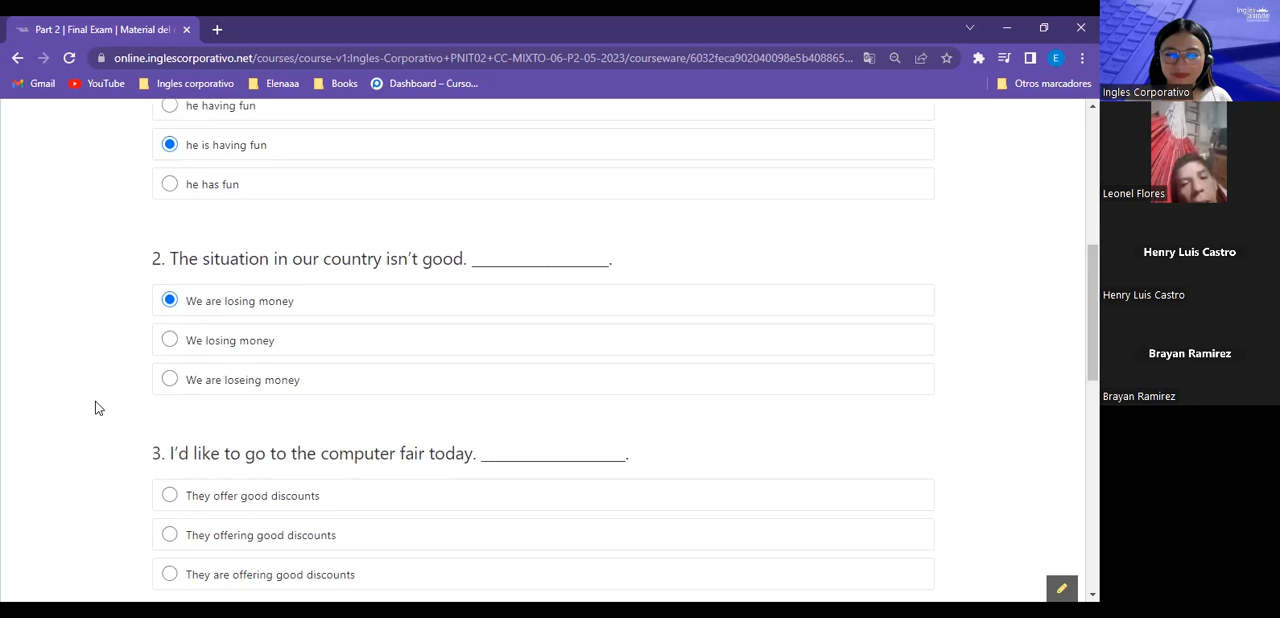 Part 2 | Final Exam | Material del
online.inglescorporativo.net/courses/course-v1:Ingles-Corporativo+PNIT02+CC-MIXTO-06-P2-05-2023/courseware/6032feca902040098e5b408865...
E
Gmail
YouTube
Ingles corporativo
Elenaaa
Books
Dashboard – Curso...
Otros marcadores
he having fun
he is having fun
he has fun
2. The situation in our country isn't good. ________________.
We are losing money
We losing money
We are loseing money
3. I'd like to go to the computer fair today. _________________.
They offer good discounts
They offering good discounts
They are offering good discounts
Ingles Corporativo
Leonel Flores
Henry Luis Castro
Henry Luis Castro
Brayan Ramirez
Brayan Ramirez